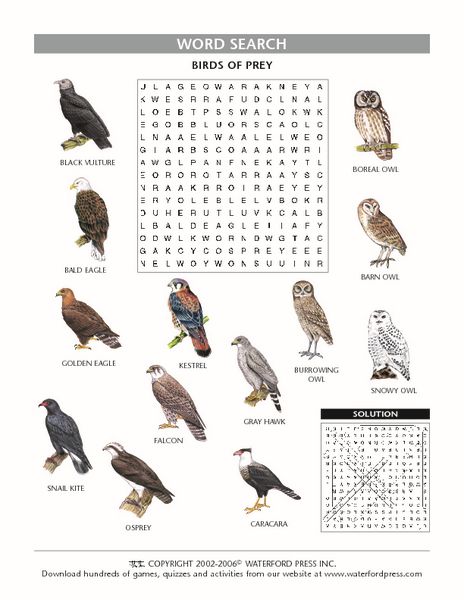 WORD SEARCH
BIRDS OF PREY
J L A G E Q W A R A K N E Y A
K W E S R R A F U D C L N A L
L O E B T P S S W A L O K W K
E G O B B L U O R S C A O L C
L N A A E L W A A L E L W E O
G I A R B S C O A A A R W R I
A W G L P A N F N E K A Y T L
E O R O R O T A R R A A Y S C
N R A A K R R O I R A E Y E Y
E R Y O L E B L E L V B O K R
D U H E R U T L U V K C A L B
L B A L D E A G L E I I A F Y
O D W L K W O R N D W G T A C
G A K C Y C O S P R E Y E E E
N E L W O Y W O N S U U I N R
BLACK VULTURE
BOREAL OWL
BALD EAGLE
BARN OWL
GOLDEN EAGLE
KESTREL
BURROWING
OWL
SNOWY OWL
GRAY HAWK
FALCON
SOLUTION
SNAIL KITE
OSPREY
CARACARA
COPYRIGHT 2002-2006© WATERFORD PRESS INC.
Download hundreds of games, quizzes and activities from our website at www.waterfordpress.com